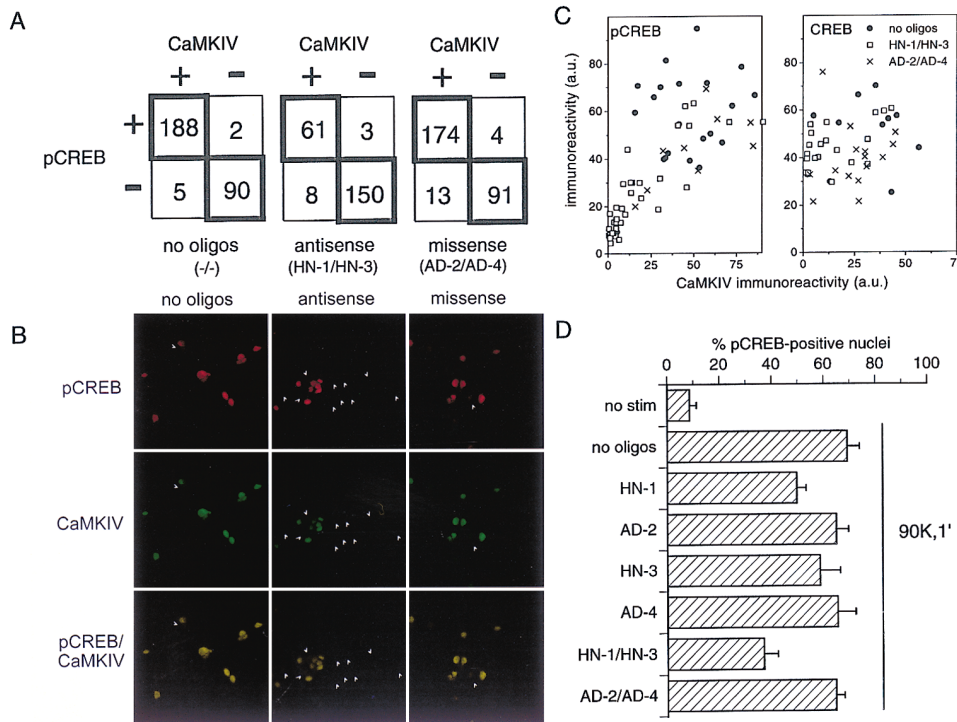 A
CaMKIV
+ −
pCREB
+
−
188 2
5 90
no oligos
(-/-)
CaMKIV
+ −
61 3
8 150
antisense
(HN-1/HN-3)
CaMKIV
+ −
174 4
13 91
missense
(AD-2/AD-4)
B
no oligos antisense missense
pCREB
CaMKIV
pCREB/
CaMKIV
C
pCREB
immunoreactivity (a.u.)
100
80
60
40
20
0
0 25 50 75
CREB
no oligos
HN-1/HN-3
AD-2/AD-4
100
80
60
40
20
0
0 25 50 75
CaMKIV immunoreactivity (a.u.)
D
% pCREB-positive nuclei
0 20 40 60 80 100
no stim
no oligos
HN-1
AD-2
HN-3
AD-4
HN-1/HN-3
AD-2/AD-4
90K,1'